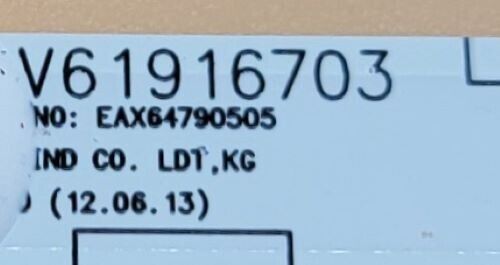 V61916703
NO: EAX64790505
IND CO. LDT,KG
(12.06.13)